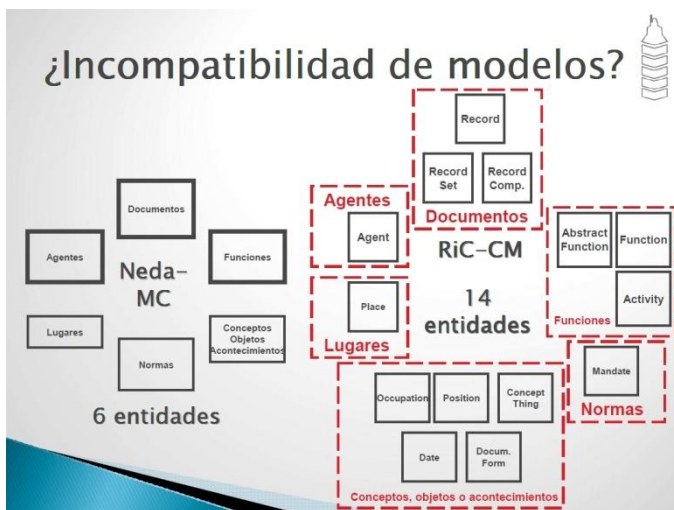 ¿Incompatibilidad de modelos?
Documentos
Agentes
Funciones
Neda-
MC
Lugares
Normas
Conceptos
Objetos
Acontecimientos
6 entidades
Record
Record
Set
Record
Comp.
Documentos
Agentes
Agent
RiC-CM
14
entidades
Place
Lugares
Abstract
Function
Function
Activity
Funciones
Mandate
Normas
Occupation
Position
Concept
Thing
Date
Docum.
Form
Conceptos, objetos o acontecimientos